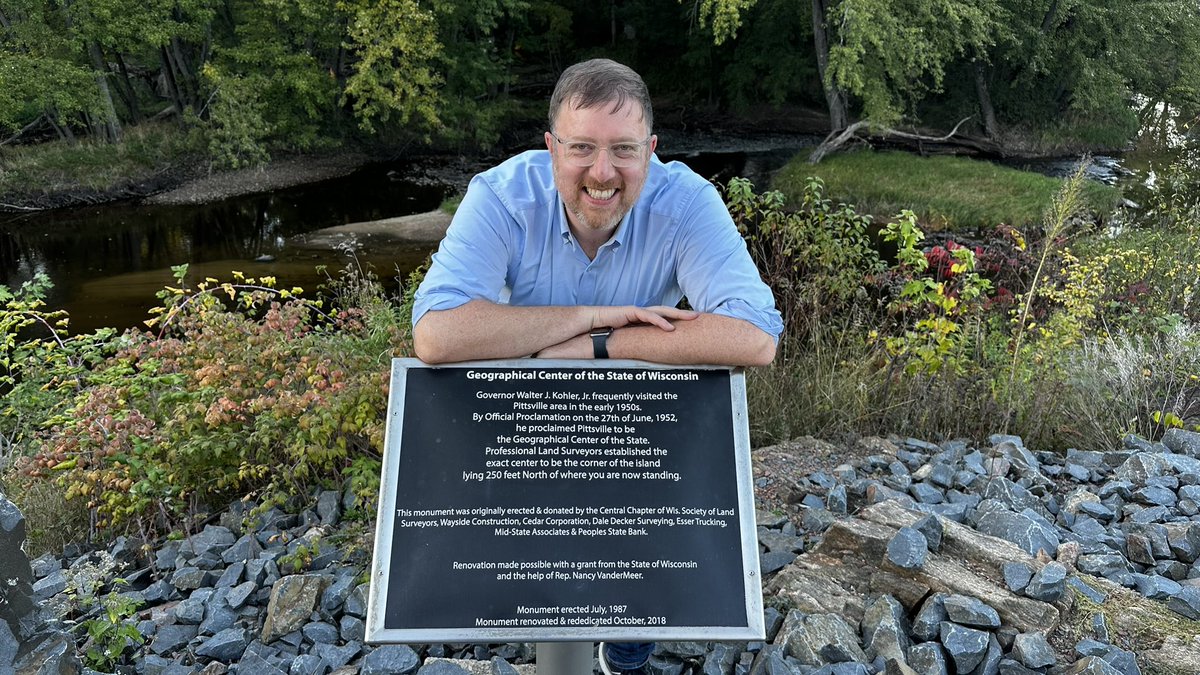 Geographical Center of the State of Wisconsin
Governor Walter J. Kohler, Jr. frequently visited the
Pittsville area in the early 1950s.
By Official Proclamation on the 27th of June, 1952,
he proclaimed Pittsville to be
the Geographical Center of the State.
Professional Land Surveyors established the
exact center to be the corner of the island
lying 250 feet North of where you are now standing.
This monument was originally erected & donated by the Central Chapter of Wis. Society of Land
Surveyors, Wayside Construction, Cedar Corporation, Dale Decker Surveying, Esser Trucking,
Mid-State Associates & Peoples State Bank.
Renovation made possible with a grant from the State of Wisconsin
and the help of Rep. Nancy VanderMeer.
Monument erected July, 1987
Monument renovated & rededicated October, 2018